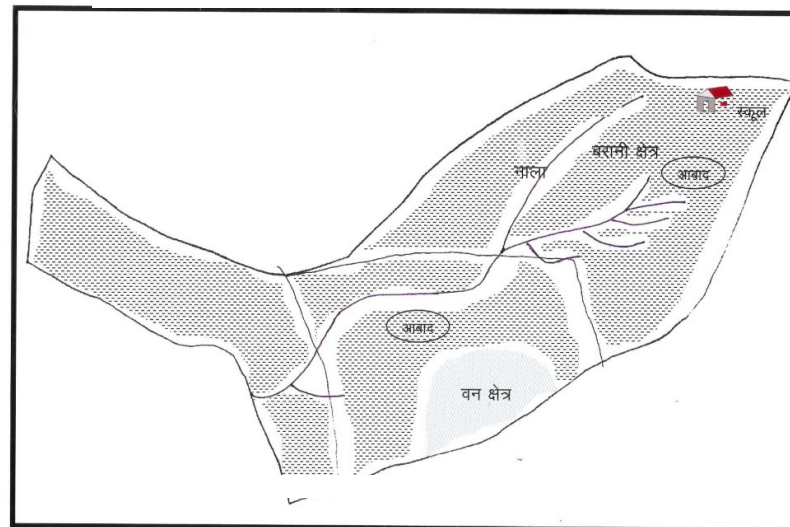 स्कूल
बरानी क्षेत्र
नाला
आबाद
आबाद
वन क्षेत्र